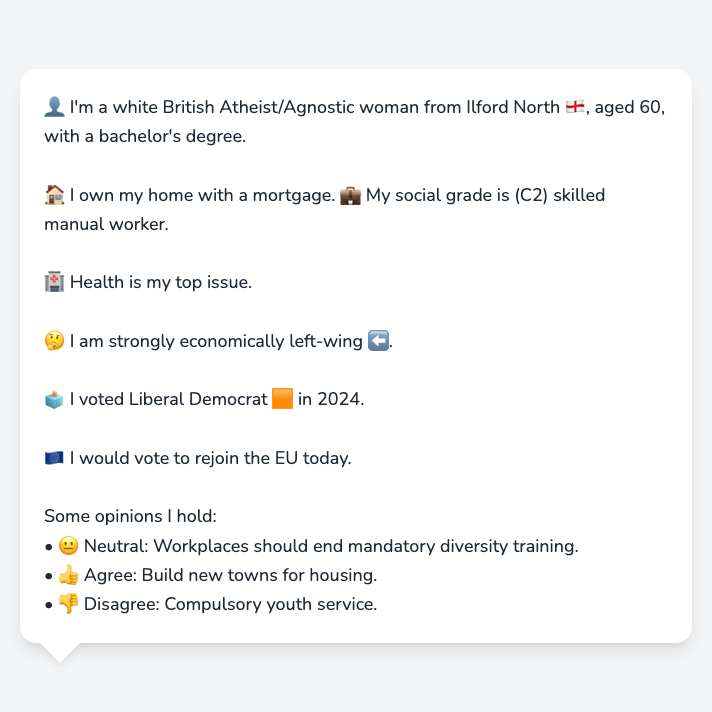 👤 I'm a white British Atheist/Agnostic woman from Ilford North 🏴󠁧󠁢󠁥󠁮󠁧󠁿, aged 60,
with a bachelor's degree.
🏠 I own my home with a mortgage. 💼 My social grade is (C2) skilled
manual worker.
🏥 Health is my top issue.
🤔 I am strongly economically left-wing ⬅️.
🗳️ I voted Liberal Democrat 🟧 in 2024.
🇪🇺 I would vote to rejoin the EU today.
Some opinions I hold:
• 😐 Neutral: Workplaces should end mandatory diversity training.
• 👍 Agree: Build new towns for housing.
• 👎 Disagree: Compulsory youth service.